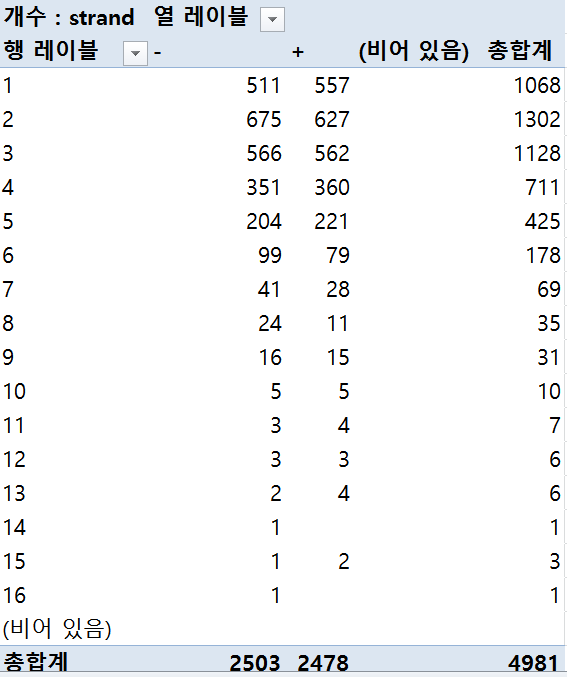 개수 : strand 열 레이블
행 레이블 - + (비어 있음) 총합계
1 511 557 1068
2 675 627 1302
3 566 562 1128
4 351 360 711
5 204 221 425
6 99 79 178
7 41 28 69
8 24 11 35
9 16 15 31
10 5 5 10
11 3 4 7
12 3 3 6
13 2 4 6
14 1 1
15 1 2 3
16 1 1
(비어 있음)
총합계 2503 2478 4981